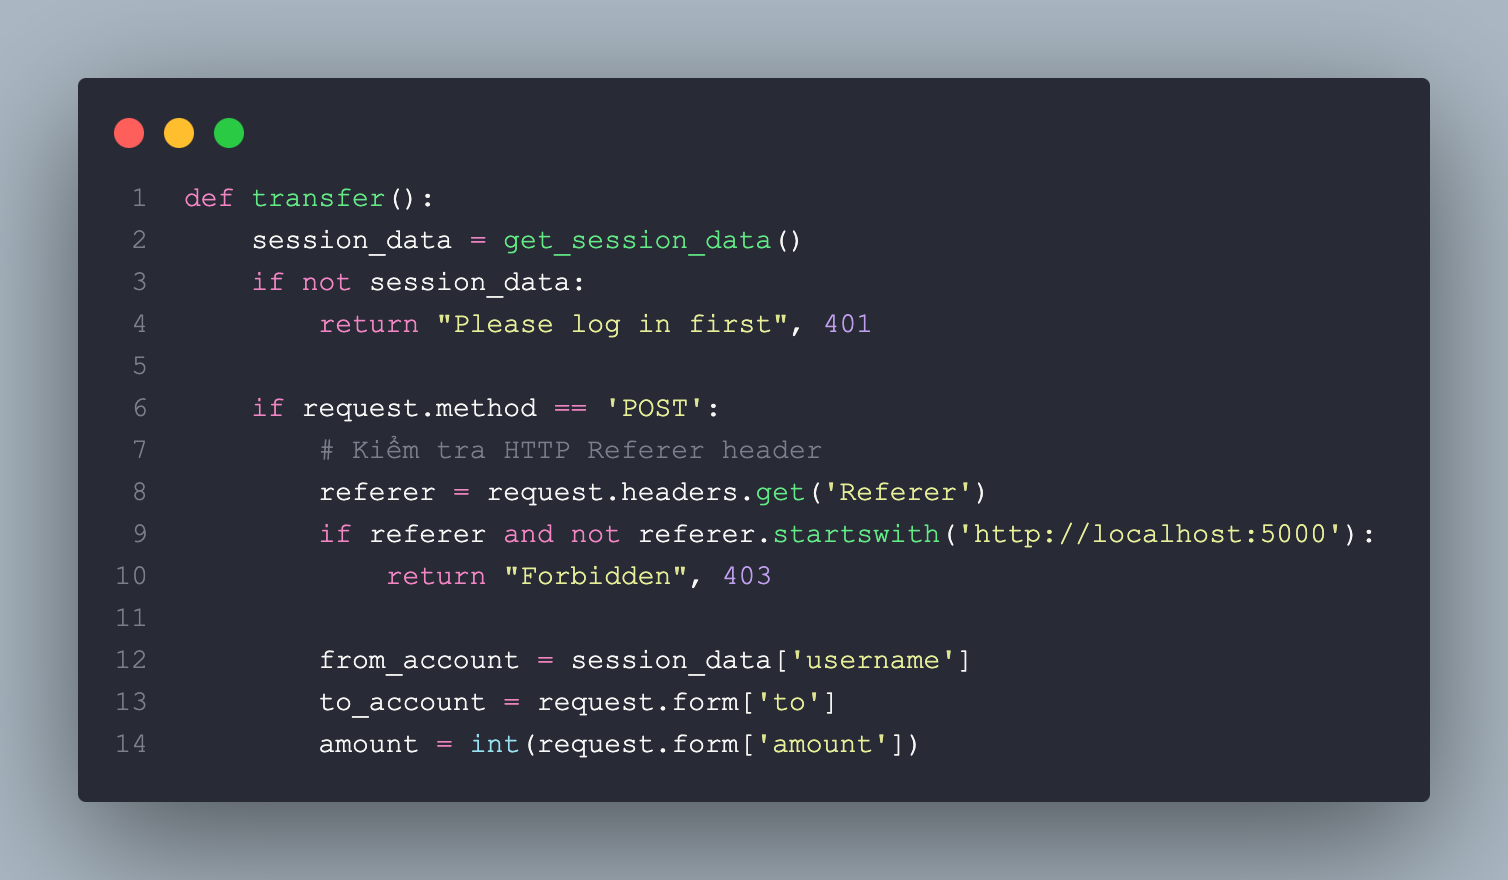 1 def transfer():
2     session_data = get_session_data()
3     if not session_data:
4         return "Please log in first", 401
5
6     if request.method == 'POST':
7         # Kiểm tra HTTP Referer header
8         referer = request.headers.get('Referer')
9         if referer and not referer.startswith('http://localhost:5000'):
10             return "Forbidden", 403
11
12         from_account = session_data['username']
13         to_account = request.form['to']
14         amount = int(request.form['amount'])